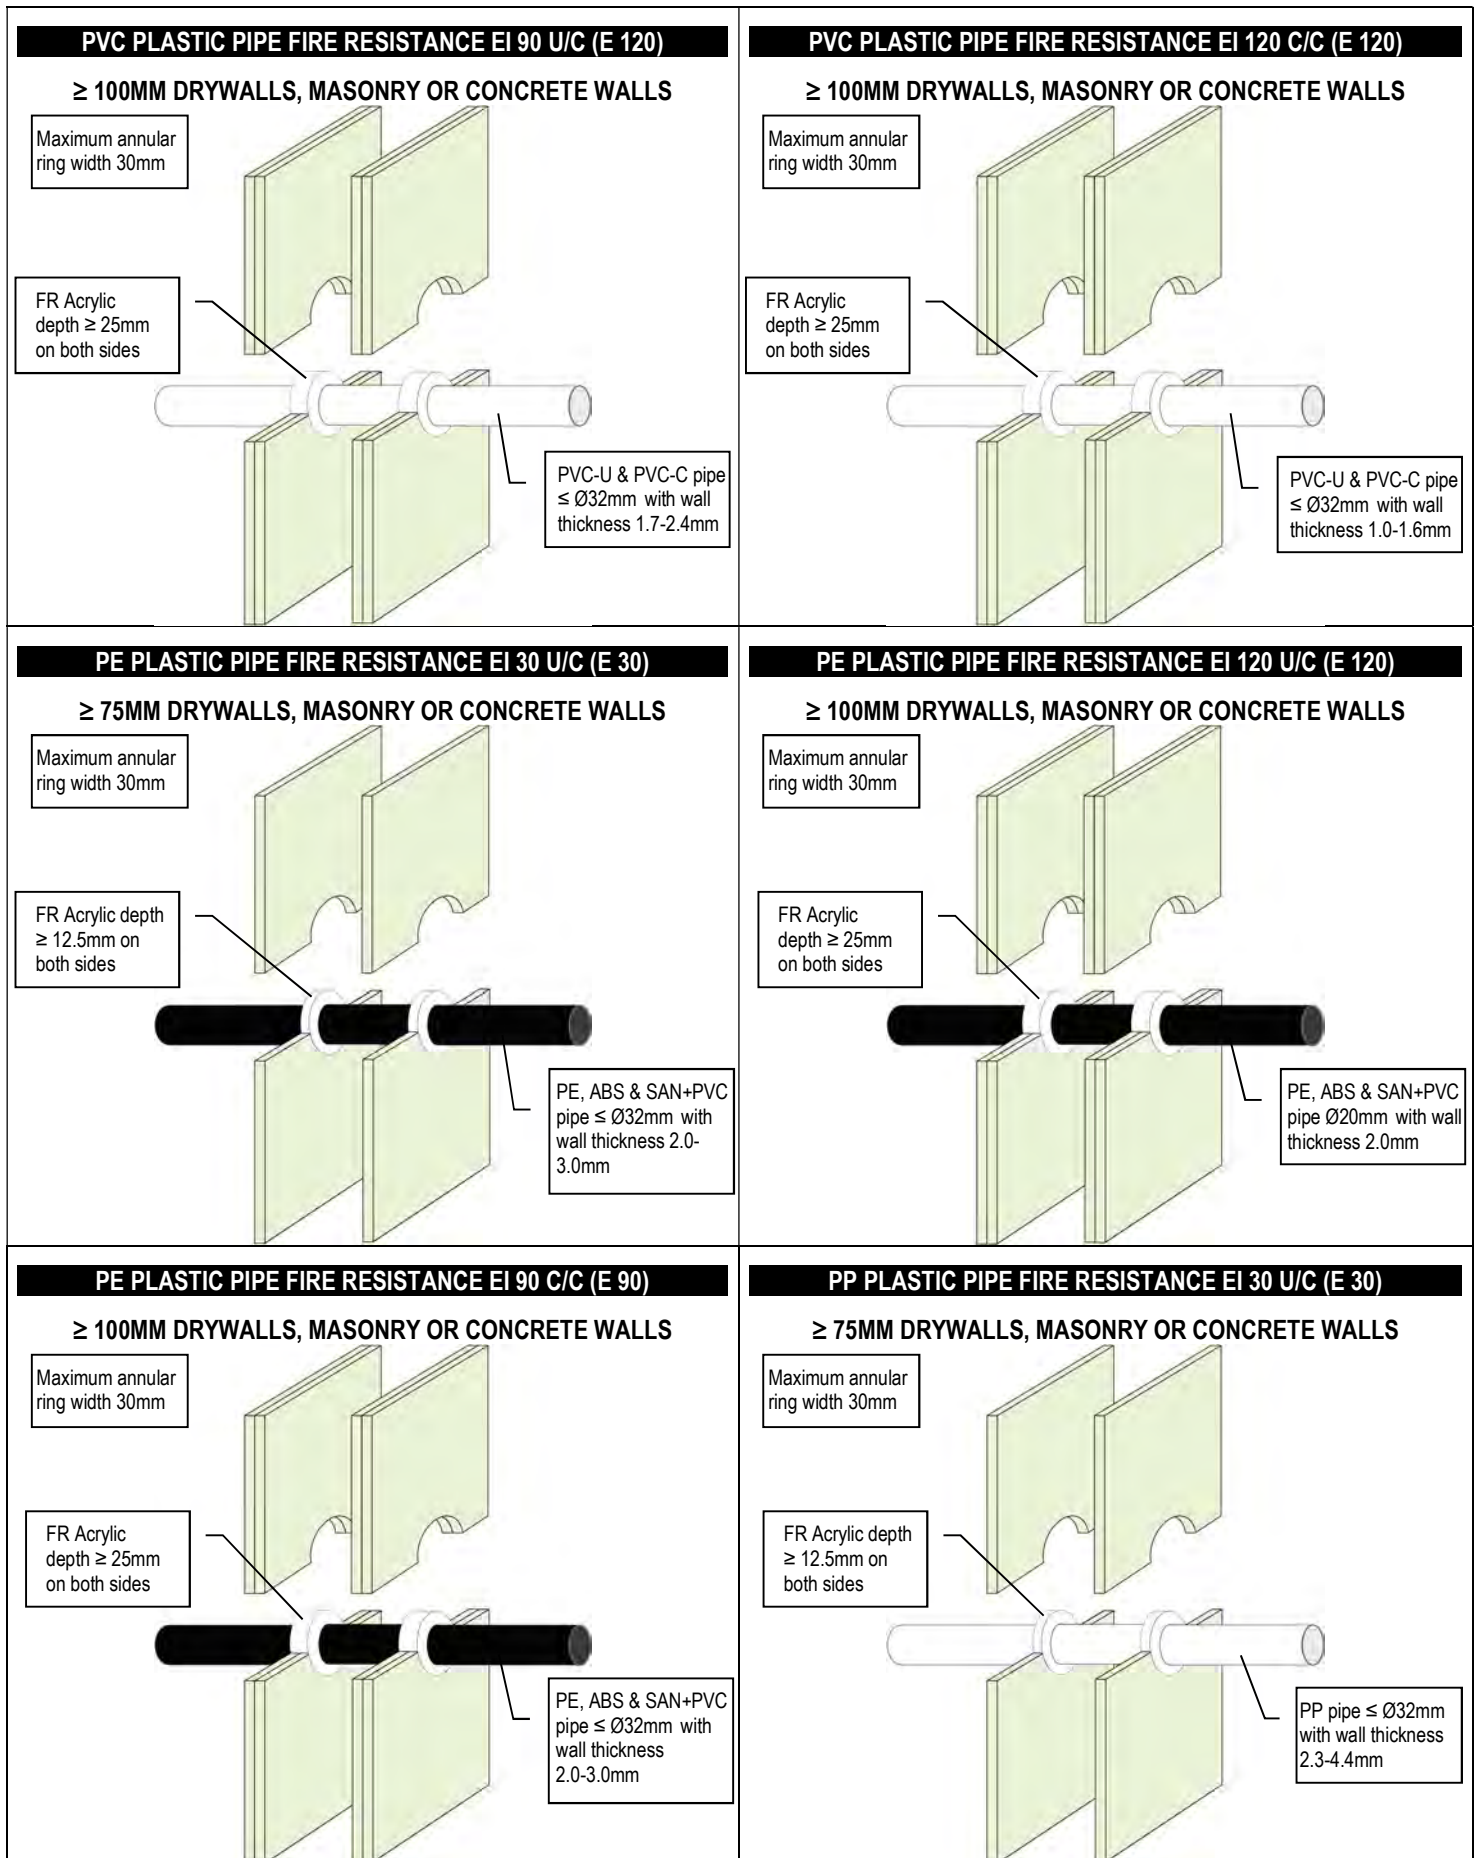 PVC PLASTIC PIPE FIRE RESISTANCE EI 90 U/C (E 120)
≥ 100MM DRYWALLS, MASONRY OR CONCRETE WALLS
Maximum annular
ring width 30mm
FR Acrylic
depth ≥ 25mm
on both sides
PVC-U & PVC-C pipe
≤ Ø32mm with wall
thickness 1.7-2.4mm
PVC PLASTIC PIPE FIRE RESISTANCE EI 120 C/C (E 120)
≥ 100MM DRYWALLS, MASONRY OR CONCRETE WALLS
Maximum annular
ring width 30mm
FR Acrylic
depth ≥ 25mm
on both sides
PVC-U & PVC-C pipe
≤ Ø32mm with wall
thickness 1.0-1.6mm
PE PLASTIC PIPE FIRE RESISTANCE EI 30 U/C (E 30)
≥ 75MM DRYWALLS, MASONRY OR CONCRETE WALLS
Maximum annular
ring width 30mm
FR Acrylic depth
≥ 12.5mm on
both sides
PE, ABS & SAN+PVC
pipe ≤ Ø32mm with
wall thickness 2.0-
3.0mm
PE PLASTIC PIPE FIRE RESISTANCE EI 120 U/C (E 120)
≥ 100MM DRYWALLS, MASONRY OR CONCRETE WALLS
Maximum annular
ring width 30mm
FR Acrylic
depth ≥ 25mm
on both sides
PE, ABS & SAN+PVC
pipe Ø20mm with wall
thickness 2.0mm
PE PLASTIC PIPE FIRE RESISTANCE EI 90 C/C (E 90)
≥ 100MM DRYWALLS, MASONRY OR CONCRETE WALLS
Maximum annular
ring width 30mm
FR Acrylic
depth ≥ 25mm
on both sides
PE, ABS & SAN+PVC
pipe ≤ Ø32mm with
wall thickness
2.0-3.0mm
PP PLASTIC PIPE FIRE RESISTANCE EI 30 U/C (E 30)
≥ 75MM DRYWALLS, MASONRY OR CONCRETE WALLS
Maximum annular
ring width 30mm
FR Acrylic depth
≥ 12.5mm on
both sides
PP pipe ≤ Ø32mm
with wall thickness
2.3-4.4mm